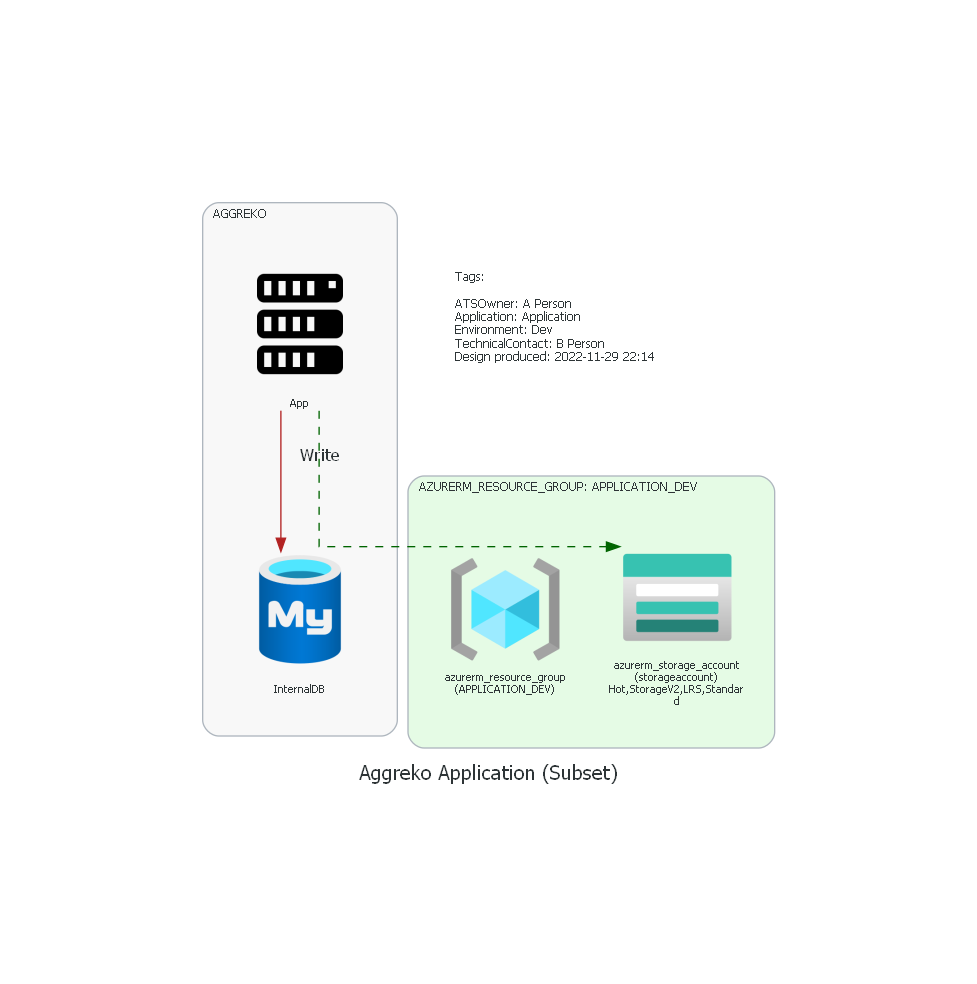 AGGREKO
App
Write
My
InternalDB
Tags:
ATSOwner: A Person
Application: Application
Environment: Dev
TechnicalContact: B Person
Design produced: 2022-11-29 22:14
AZURERM_RESOURCE_GROUP: APPLICATION_DEV
azurerm_resource_group
(APPLICATION_DEV)
azurerm_storage_account
(storageaccount)
Hot,StorageV2,LRS,Standar
d
Aggreko Application (Subset)